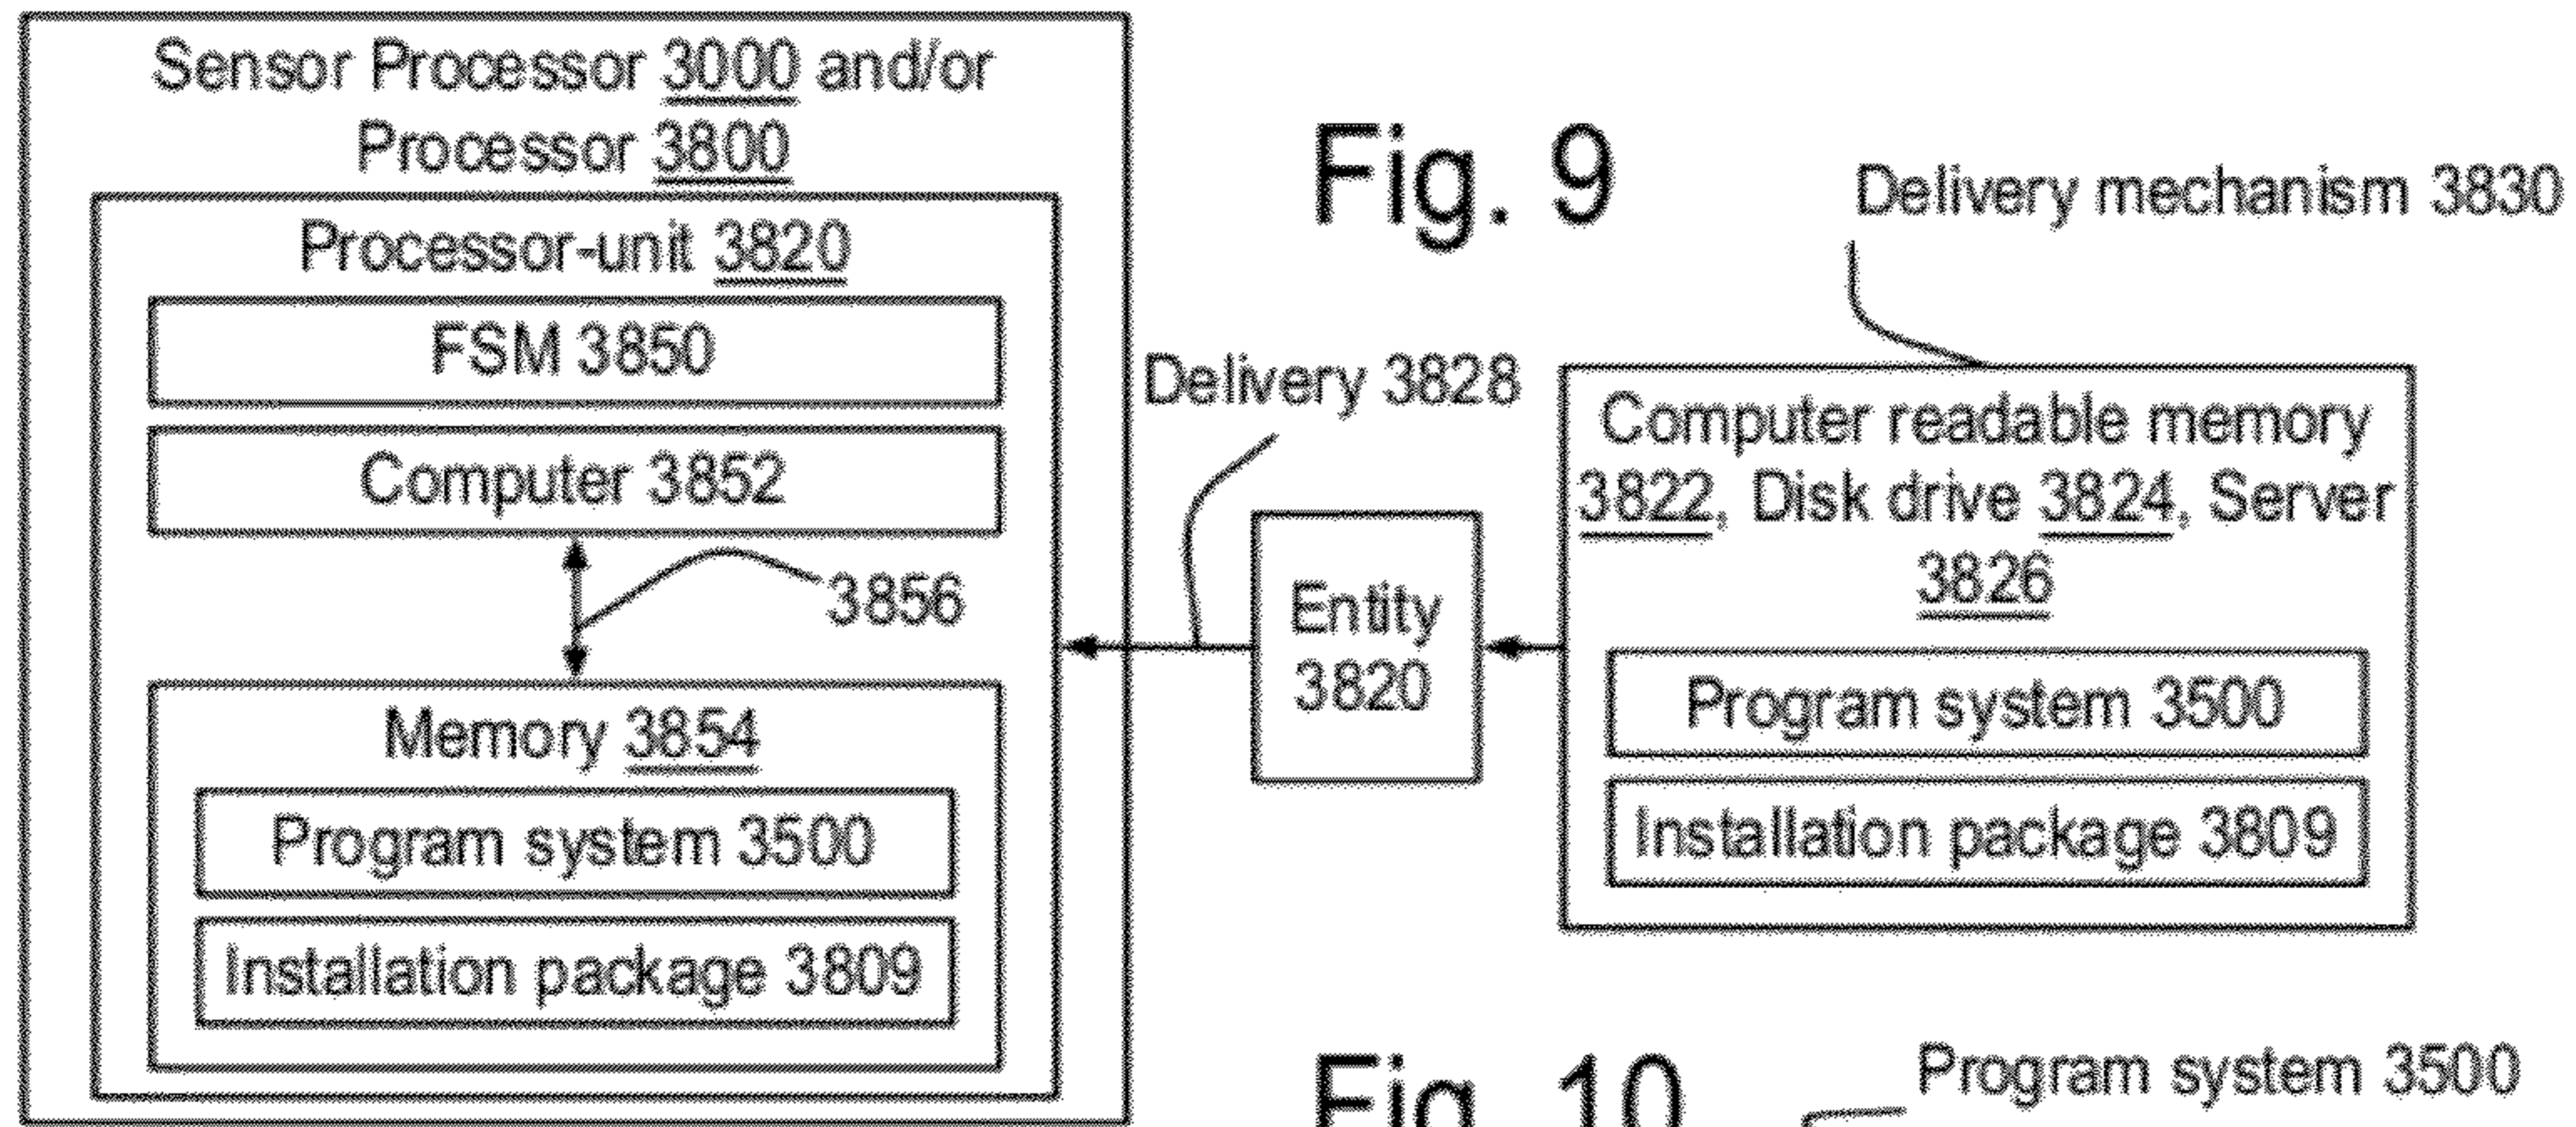 Sensor Processor 3000 and/or
Processor 3800
Processor-unit 3820
FSM 3850
Computer 3852
3856
Memory 3854
Program system 3500
Installation package 3809
Fig. 9
Delivery mechanism 3830
Delivery 3828
Entity
3820
Computer readable memory
3822, Disk drive 3824, Server
3826
Program system 3500
Installation package 3809
Fig. 10
Program system 3500